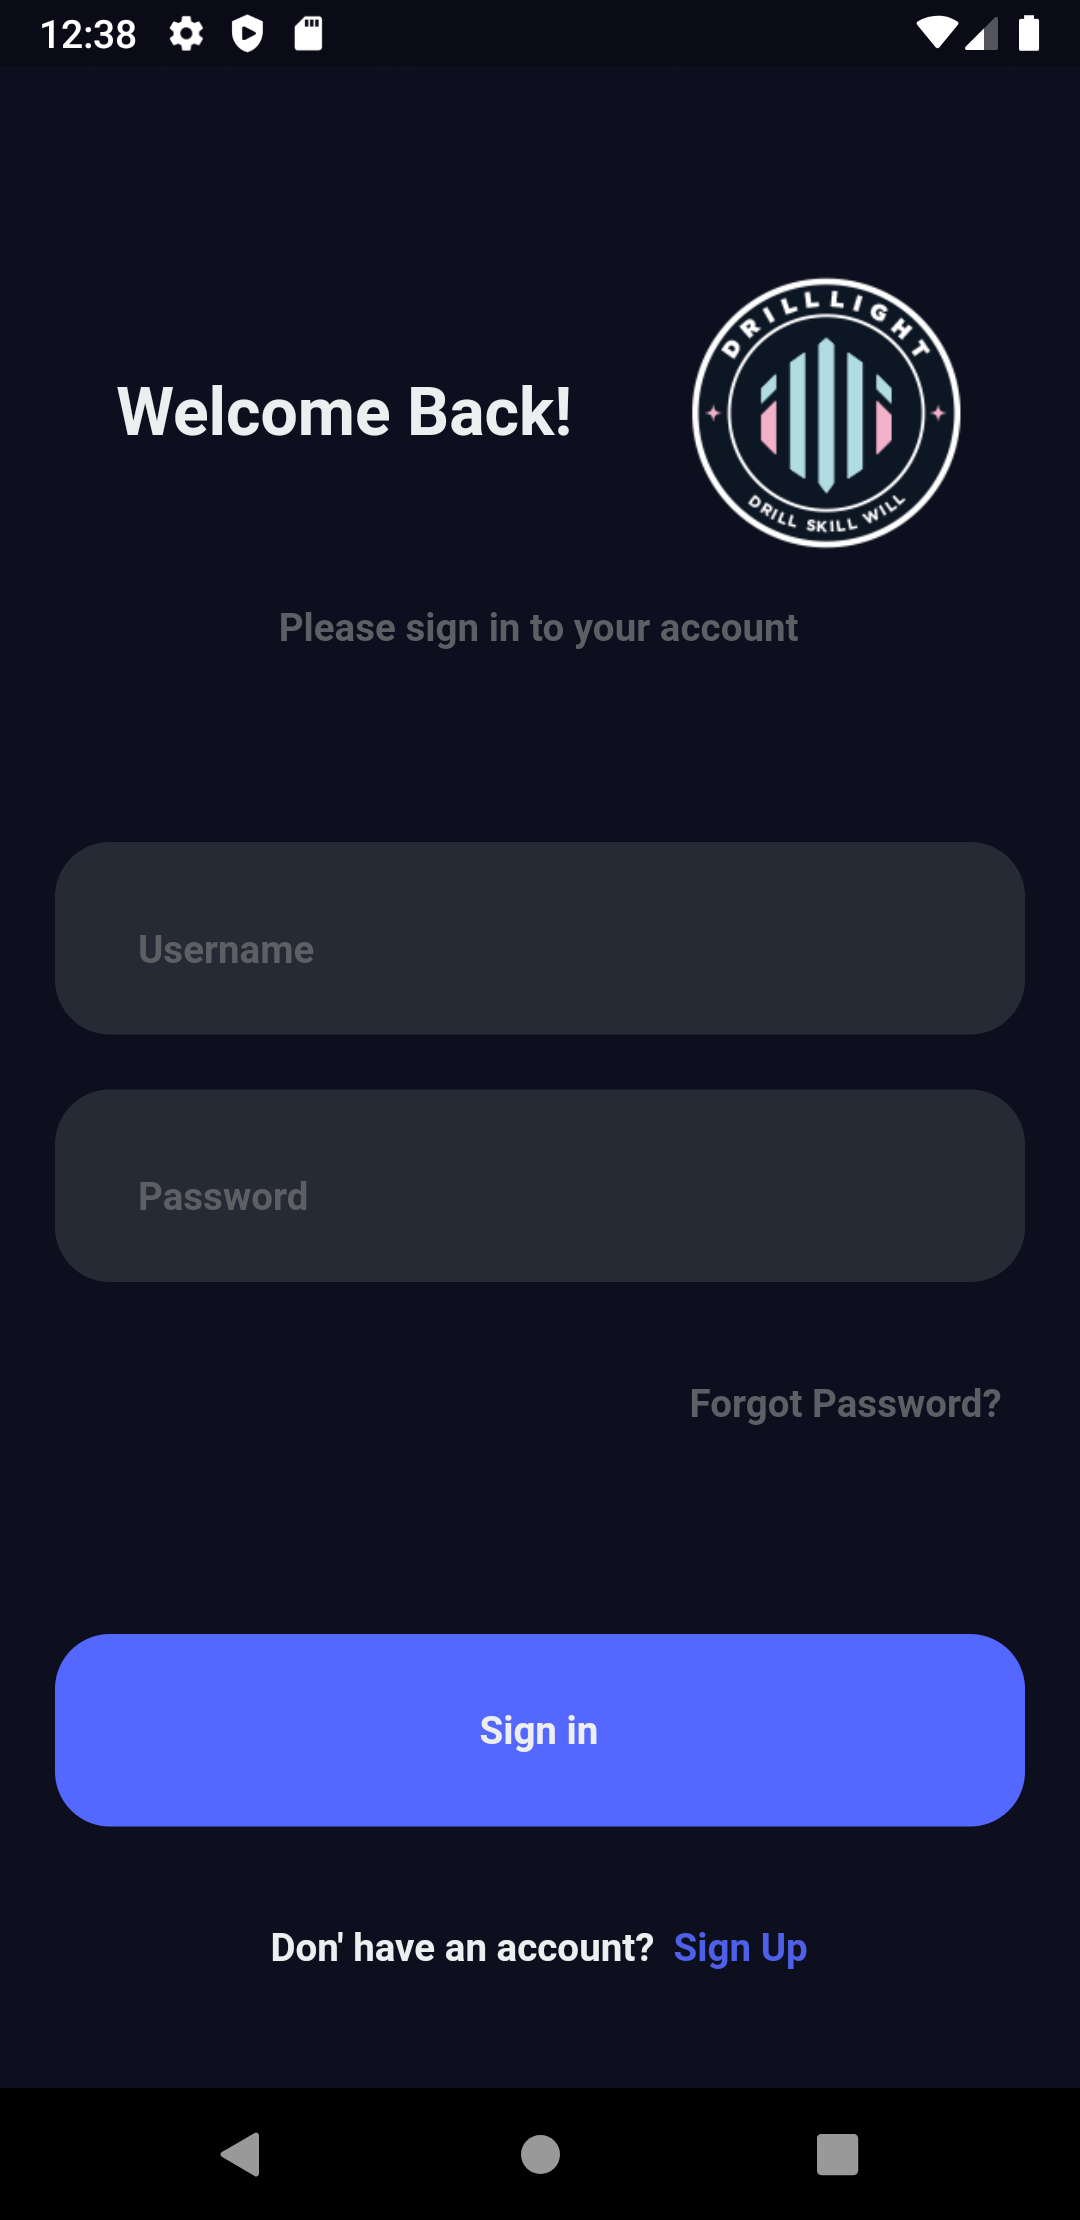 12:38
DRILLLIGHT
Welcome Back!
DRILL SKILL WILL
Please sign in to your account
Username
Password
Forgot Password?
Sign in
Don' have an account? Sign Up